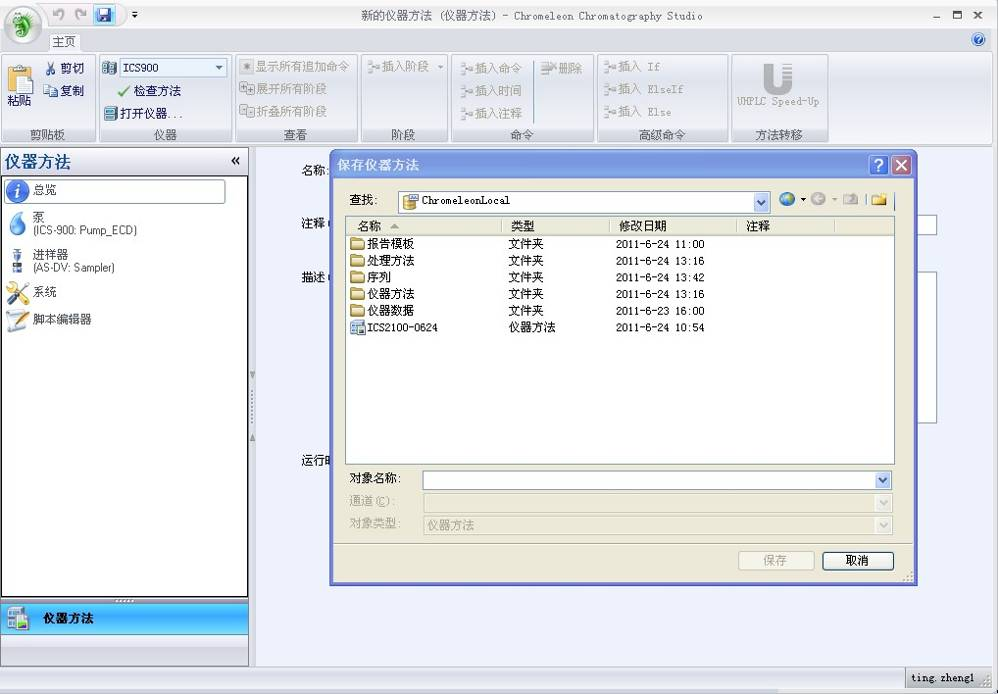 新的仪器方法 (仪器方法) - Chromeleon Chromatography Studio
主页
粘贴
剪切
复制
剪贴板
ICS900
检查方法
打开仪器...
仪器
显示所有追加命令
展开所有阶段
折叠所有阶段
查看
插入阶段
阶段
插入命令
插入时间
插入注释
删除
命令
插入 If
插入 ElseIf
插入 Else
高级命令
UHPLC Speed-Up
方法转移
仪器方法
总览
泵
(ICS-900: Pump_ECD)
进样器
(AS-DV: Sampler)
系统
脚本编辑器
仪器方法
名称:
注释
描述
运行时
保存仪器方法
查找: ChromeleonLocal
名称 类型 修改日期 注释
报告模板 文件夹 2011-6-24 11:00
处理方法 文件夹 2011-6-24 13:16
序列 文件夹 2011-6-24 13:42
仪器方法 文件夹 2011-6-24 13:16
仪器数据 文件夹 2011-6-23 16:00
ICS2100-0624 仪器方法 2011-6-24 10:54
对象名称:
通道(C):
对象类型: 仪器方法
保存 取消
ting.zheng1